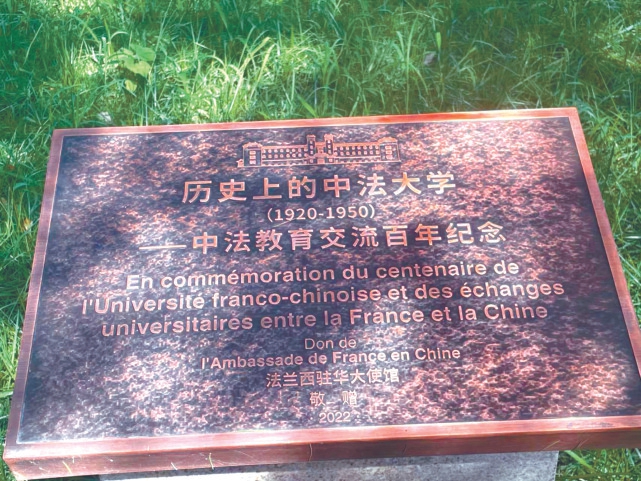 历史上的中法大学
(1920-1950)
——中法教育交流百年纪念
En commémoration du centenaire de
l'Université franco-chinoise et des échanges
universitaires entre la France et la Chine
Don de
l'Ambassade de France en Chine
法兰西驻华大使馆
敬 赠
2022